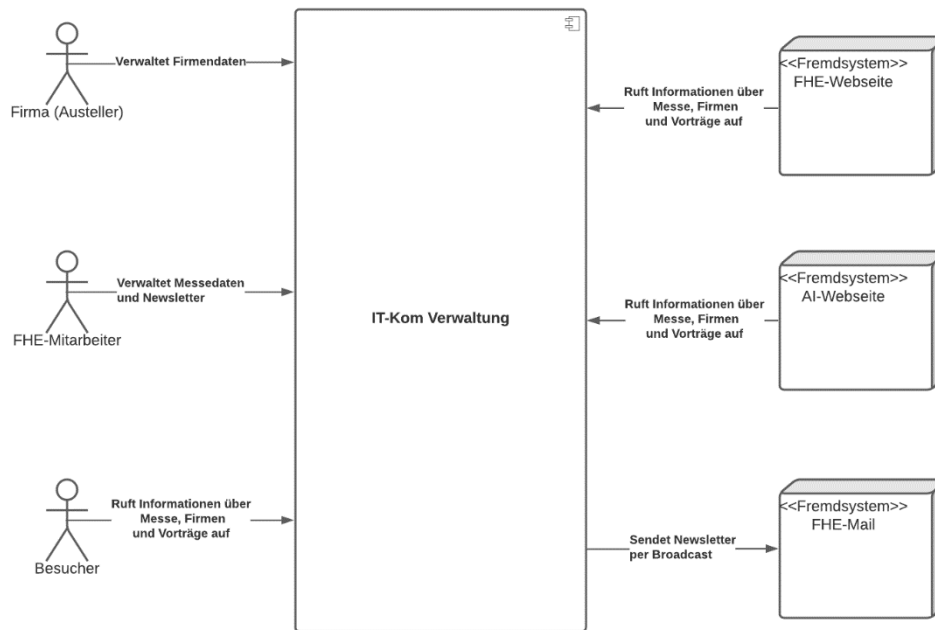 Verwaltet Firmendaten
Firma (Austeller)
Verwaltet Messedaten
und Newsletter
FHE-Mitarbeiter
Ruft Informationen über
Messe, Firmen
und Vorträge auf
Besucher
IT-Kom Verwaltung
Ruft Informationen über
Messe, Firmen
und Vorträge auf
<<Fremdsystem>>
FHE-Webseite
Ruft Informationen über
Messe, Firmen
und Vorträge auf
<<Fremdsystem>>
AI-Webseite
Sendet Newsletter
per Broadcast
<<Fremdsystem>>
FHE-Mail